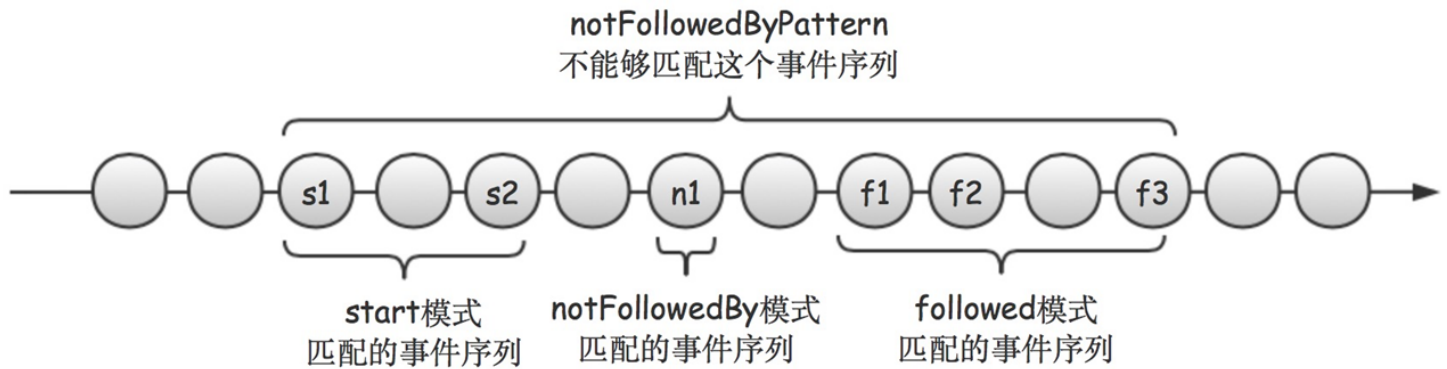 notFollowedByPattern
不能够匹配这个事件序列
s1 s2 n1 f1 f2 f3
start模式
匹配的事件序列
notFollowedBy模式
匹配的事件序列
followed模式
匹配的事件序列